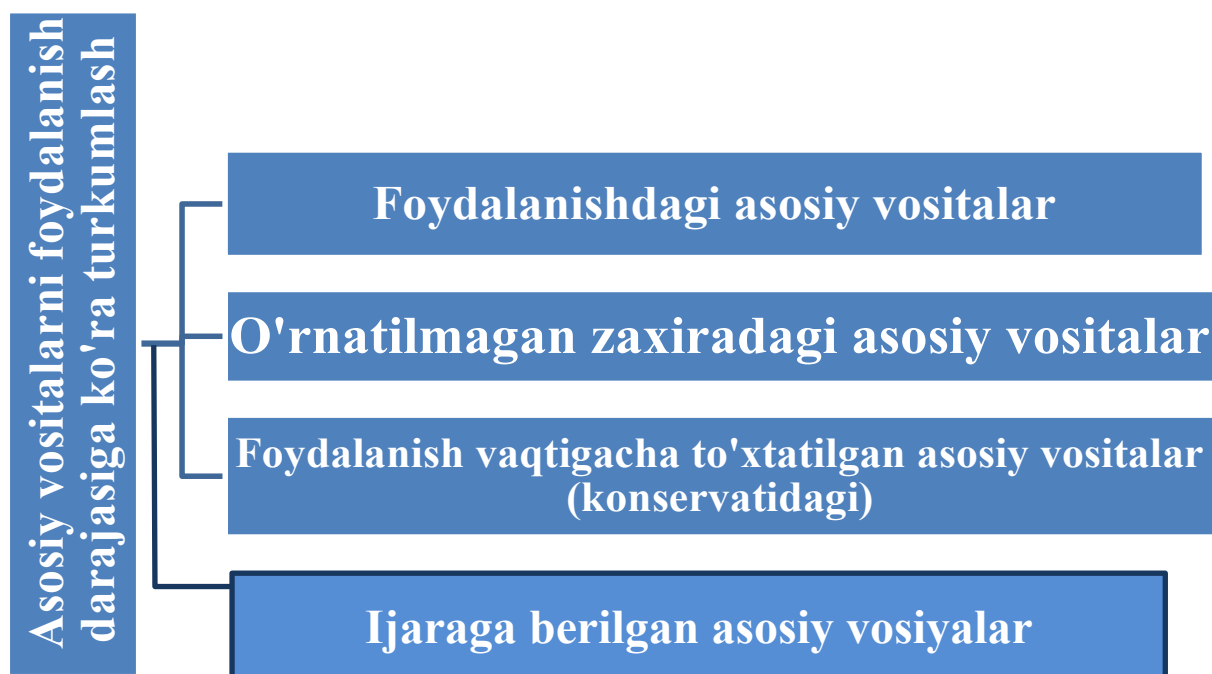 Asosiy vositalarni foydalanish
darajasiga ko'ra turkumlash
Foydalanishdagi asosiy vositalar
O'rnatilmagan zaxiradagi asosiy vositalar
Foydalanish vaqtigacha to'xtatilgan asosiy vositalar
(konservatidagi)
Ijaraga berilgan asosiy vosiyalar